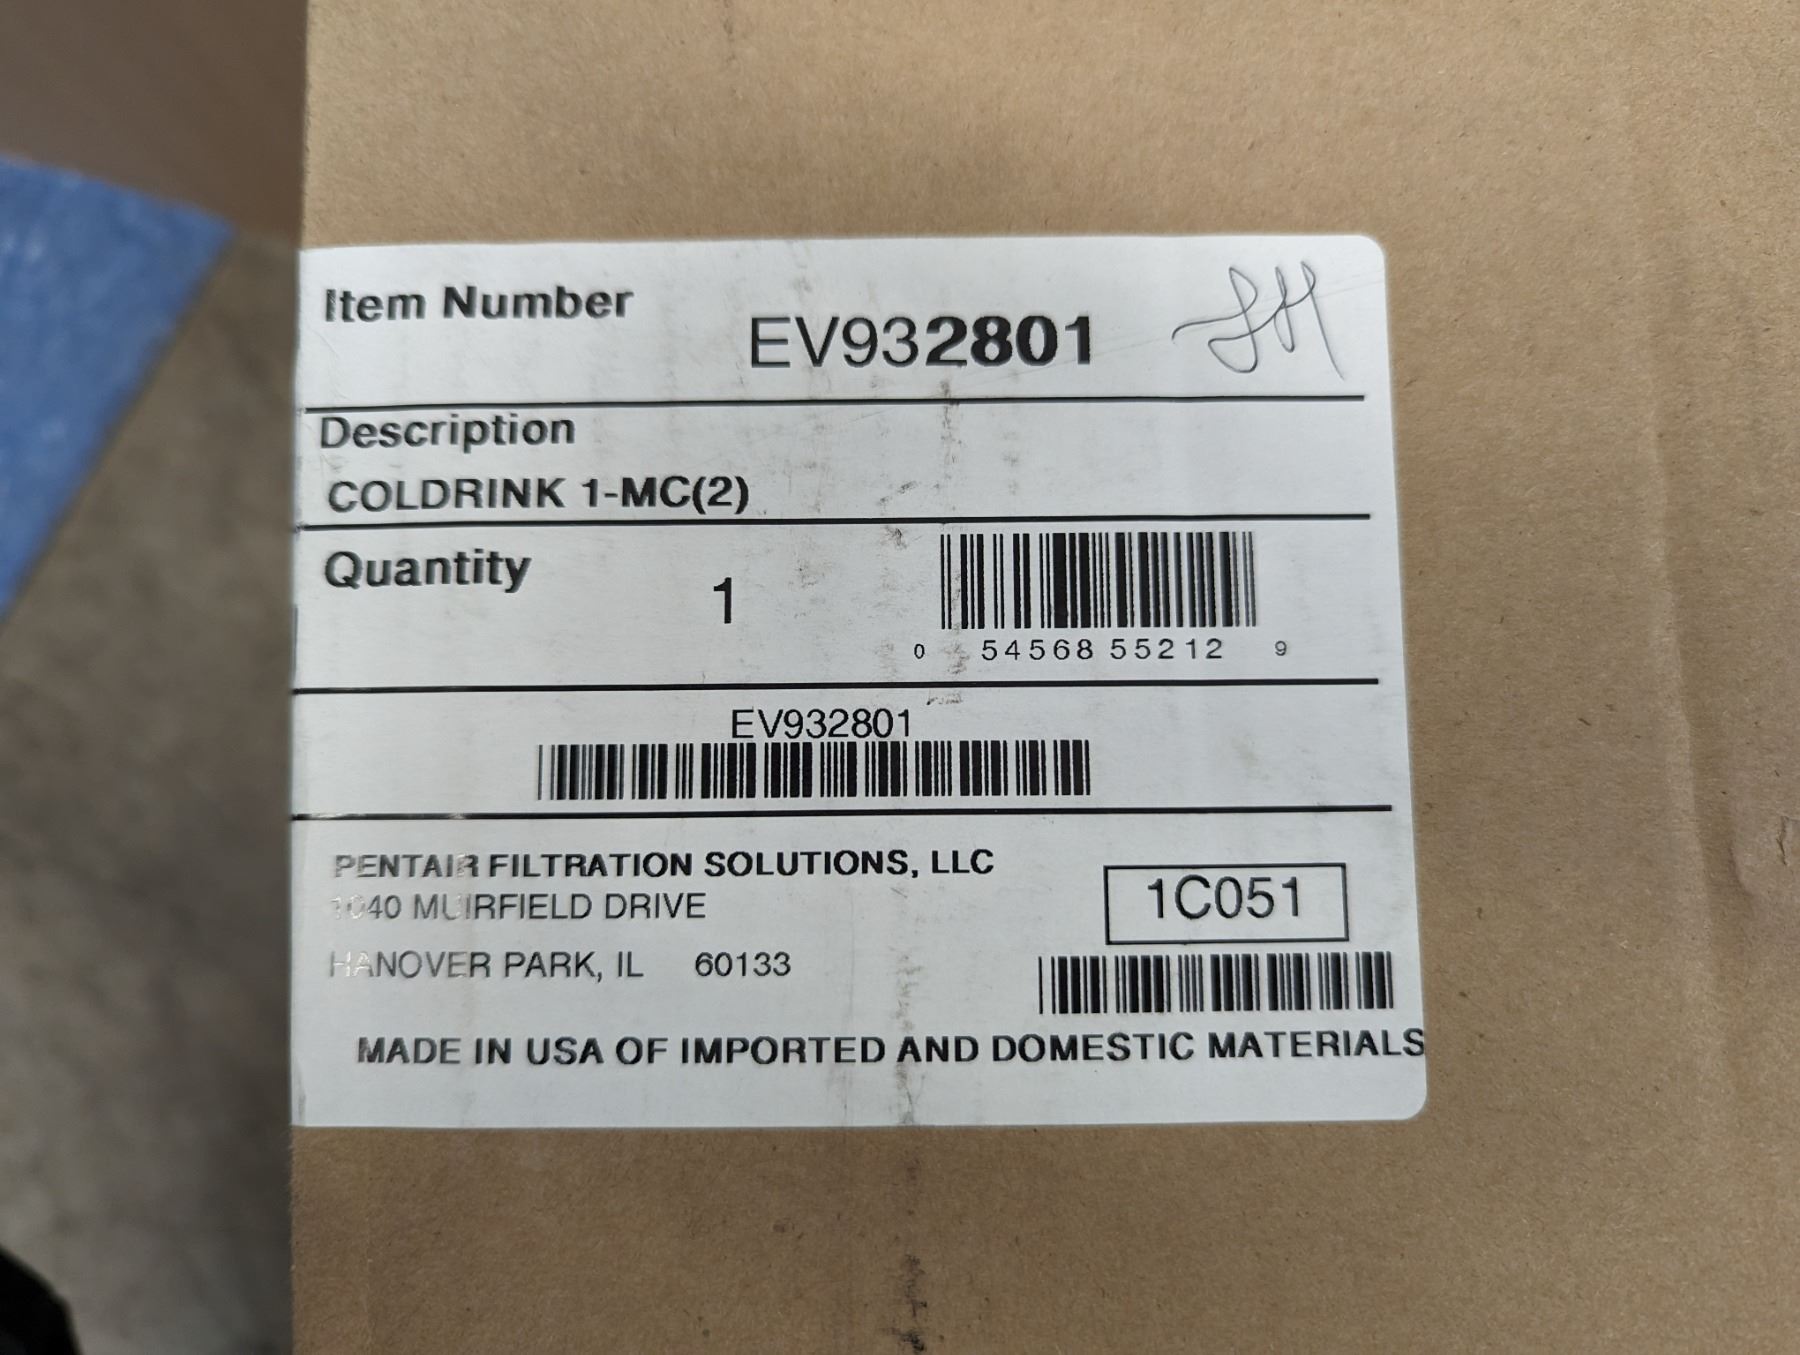 Item Number
EV932801
Description
COLDRINK 1-MC(2)
Quantity
1
0 54568 55212 9
EV932801
PENTAIR FILTRATION SOLUTIONS, LLC
1040 MUIRFIELD DRIVE
HANOVER PARK, IL 60133
1C051
MADE IN USA OF IMPORTED AND DOMESTIC MATERIALS